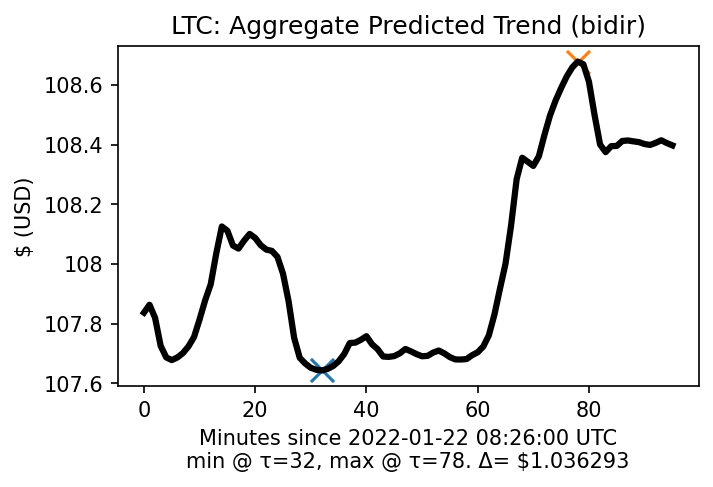 LTC: Aggregate Predicted Trend (bidir)
108.6
108.4
108.2
108
107.8
107.6
$ (USD)
0 20 40 60 80
Minutes since 2022-01-22 08:26:00 UTC
min @ τ=32, max @ τ=78. Δ= $1.036293